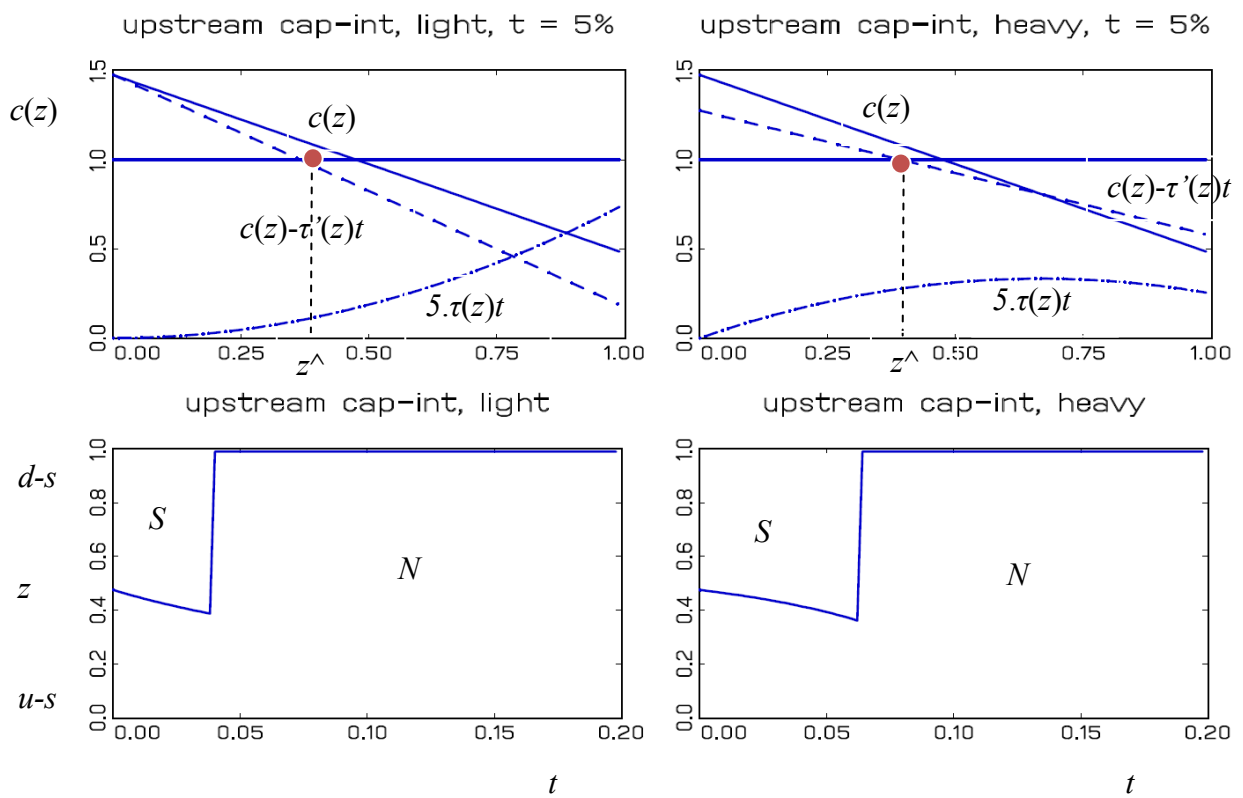 upstream cap-int, light, t = 5%
c(z)
1.5
1.0
0.5
0.0
c(z)
c(z)-τ'(z)t
5.τ(z)t
0.00 0.25 0.50 0.75 1.00
z^
upstream cap-int, heavy, t = 5%
1.5
1.0
0.5
0.0
c(z)
c(z)-τ'(z)t
5.τ(z)t
0.00 0.25 0.50 0.75 1.00
z^
upstream cap-int, light
d-s
z
u-s
1.0
0.8
0.6
0.4
0.2
0.0
S
N
0.00 0.05 0.10 0.15 0.20
t
upstream cap-int, heavy
1.0
0.8
0.6
0.4
0.2
0.0
S
N
0.00 0.05 0.10 0.15 0.20
t